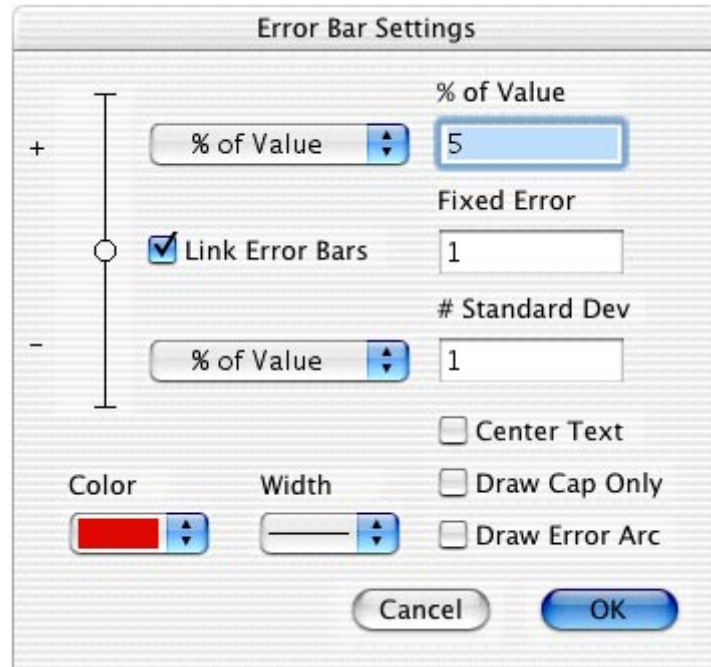 Error Bar Settings
% of Value
+
% of Value
5
Fixed Error
Link Error Bars
1
# Standard Dev
–
% of Value
1
Center Text
Color
Width
Draw Cap Only
Draw Error Arc
Cancel
OK